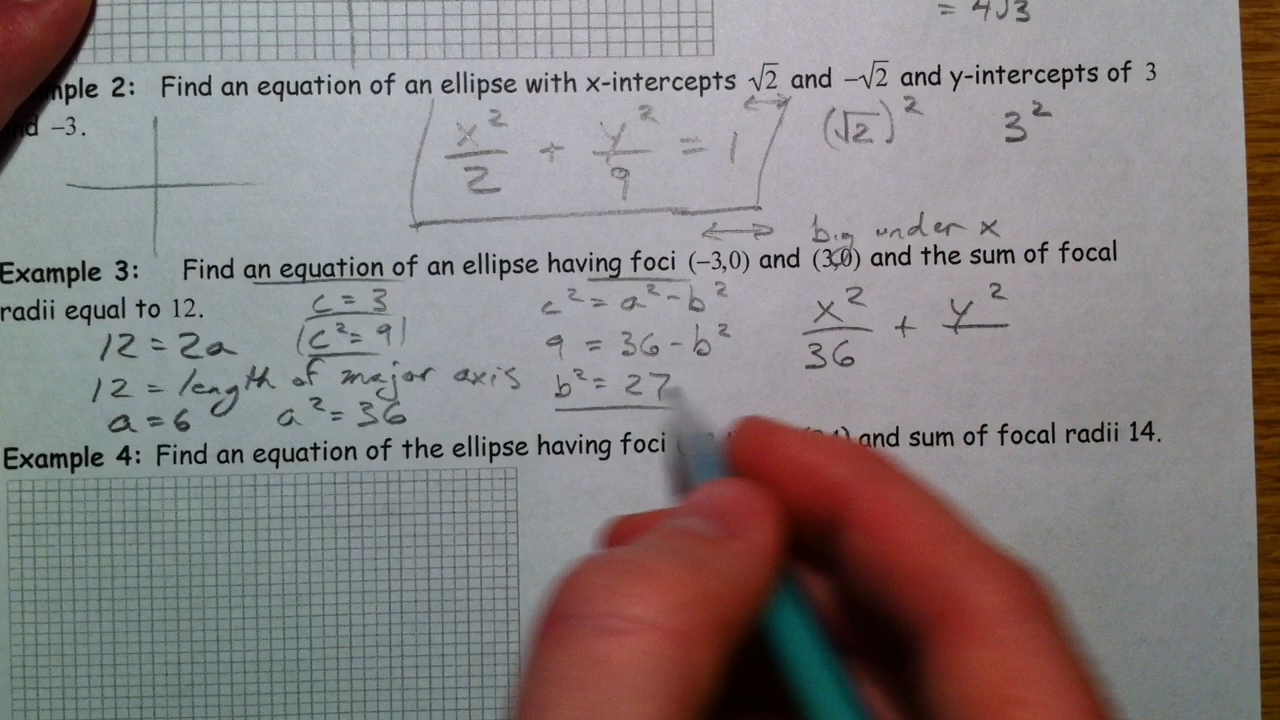 = 4√3
ple 2: Find an equation of an ellipse with x-intercepts √2 and −√2 and y-intercepts of 3
d −3.
x² / 2 + y² / 9 = 1
(√2)² 3²
big under x
Example 3: Find an equation of an ellipse having foci (−3,0) and (3,0) and the sum of focal
radii equal to 12.
c = 3
c² = 9
12 = 2a
12 = length of major axis
a = 6 a² = 36
c² = a² - b²
9 = 36 - b²
b² = 27
x² / 36 + y²
Example 4: Find an equation of the ellipse having foci and sum of focal radii 14.